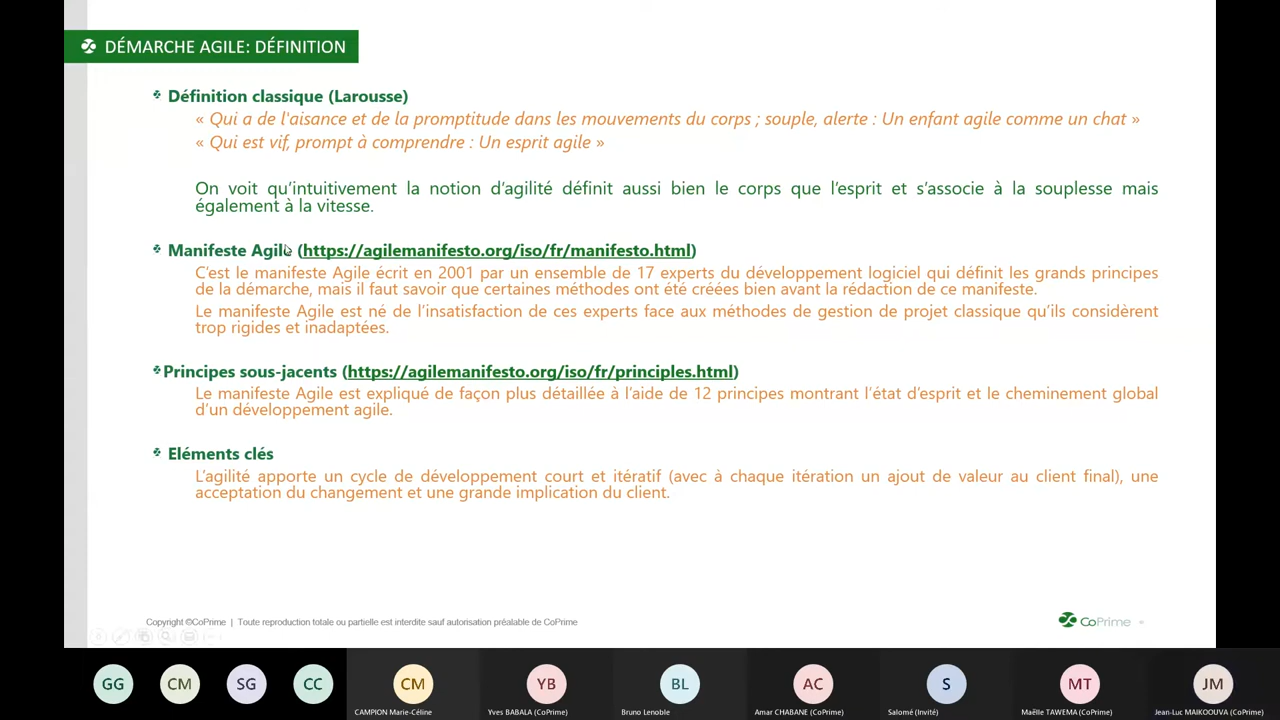 DÉMARCHE AGILE: DÉFINITION
Définition classique (Larousse)
« Qui a de l'aisance et de la promptitude dans les mouvements du corps ; souple, alerte : Un enfant agile comme un chat »
« Qui est vif, prompt à comprendre : Un esprit agile »
On voit qu'intuitivement la notion d'agilité définit aussi bien le corps que l'esprit et s'associe à la souplesse mais
également à la vitesse.
Manifeste Agile (https://agilemanifesto.org/iso/fr/manifesto.html)
C'est le manifeste Agile écrit en 2001 par un ensemble de 17 experts du développement logiciel qui définit les grands principes
de la démarche, mais il faut savoir que certaines méthodes ont été créées bien avant la rédaction de ce manifeste.
Le manifeste Agile est né de l'insatisfaction de ces experts face aux méthodes de gestion de projet classique qu'ils considèrent
trop rigides et inadaptées.
Principes sous-jacents (https://agilemanifesto.org/iso/fr/principles.html)
Le manifeste Agile est expliqué de façon plus détaillée à l'aide de 12 principes montrant l'état d'esprit et le cheminement global
d'un développement agile.
Eléments clés
L'agilité apporte un cycle de développement court et itératif (avec à chaque itération un ajout de valeur au client final), une
acceptation du changement et une grande implication du client.
Copyright ©CoPrime | Toute reproduction totale ou partielle est interdite sauf autorisation préalable de CoPrime
CoPrime
GG CM SG CC CM YB BL AC S MT JM
CAMPION Marie-Céline Yves BABALA (CoPrime) Bruno Lenoble Amar CHABANE (CoPrime) Salomé (Invité) Maëlle TAWEMA (CoPrime) Jean-Luc MAIKOOUVA (CoPrime)